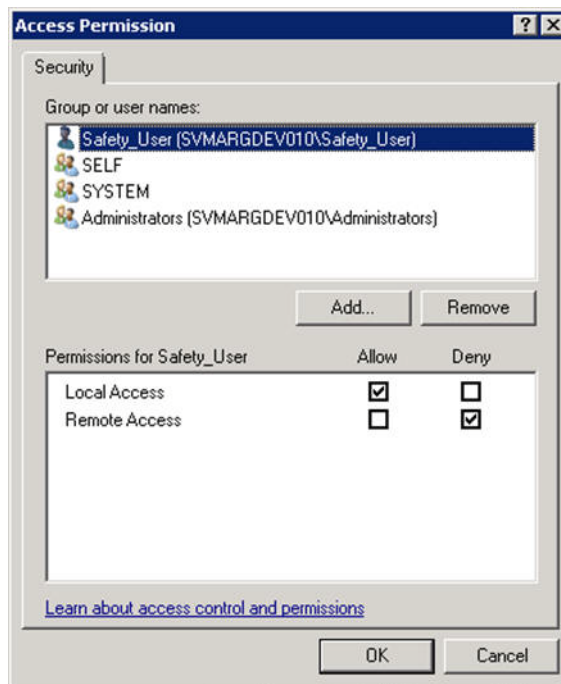 Access Permission
Security
Group or user names:
Safety_User (SVMARGDEV010\Safety_User)
SELF
SYSTEM
Administrators (SVMARGDEV010\Administrators)
Add... Remove
Permissions for Safety_User Allow Deny
Local Access
Remote Access
Learn about access control and permissions
OK Cancel